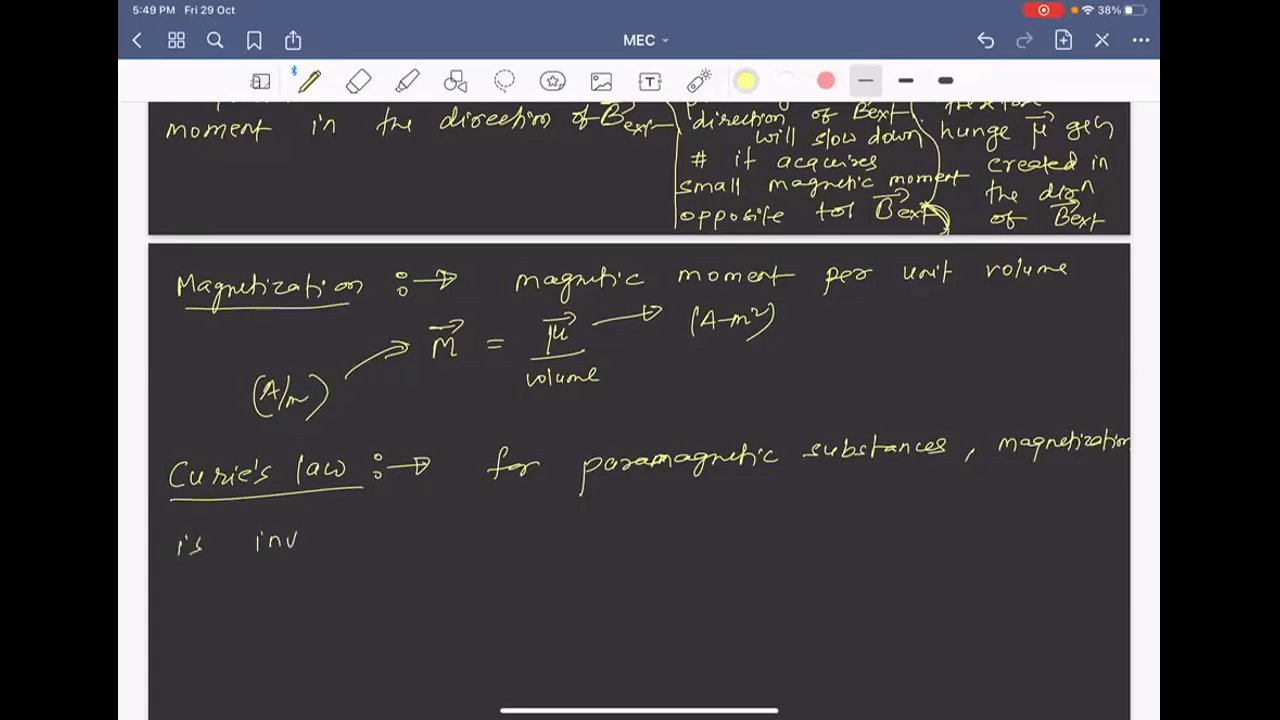 5:49 PM Fri 29 Oct
38%
MEC
moment in the direction of Bext
direction of Bext
will slow down
# it acquires
small magnetic moment
opposite to Bext
hunge μ gets
created in
the dirn
of Bext
Magnetization :→ magnetic moment per unit volume
M = μ / volume → (A-m²)
(A/m)
Curie's law :→ for paramagnetic substances, magnetization
is inv